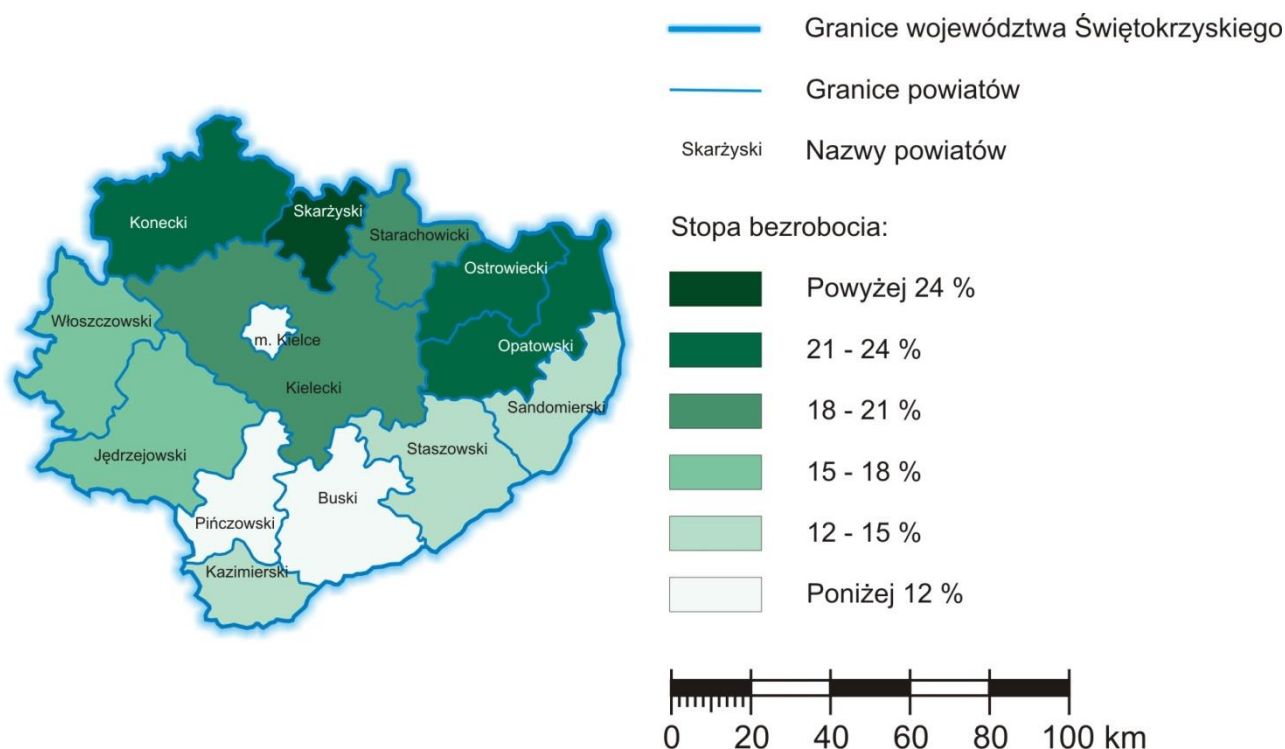 Granice województwa Świętokrzyskiego
Granice powiatów
Skarżyski
Nazwy powiatów
Stopa bezrobocia:
Powyżej 24 %
21 - 24 %
18 - 21 %
15 - 18 %
12 - 15 %
Poniżej 12 %
0 20 40 60 80 100 km
Konecki
Skarżyski
Starachowicki
Ostrowiecki
Włoszczowski
m. Kielce
Opatowski
Kielecki
Sandomierski
Jędrzejowski
Staszowski
Buski
Pińczowski
Kazimierski